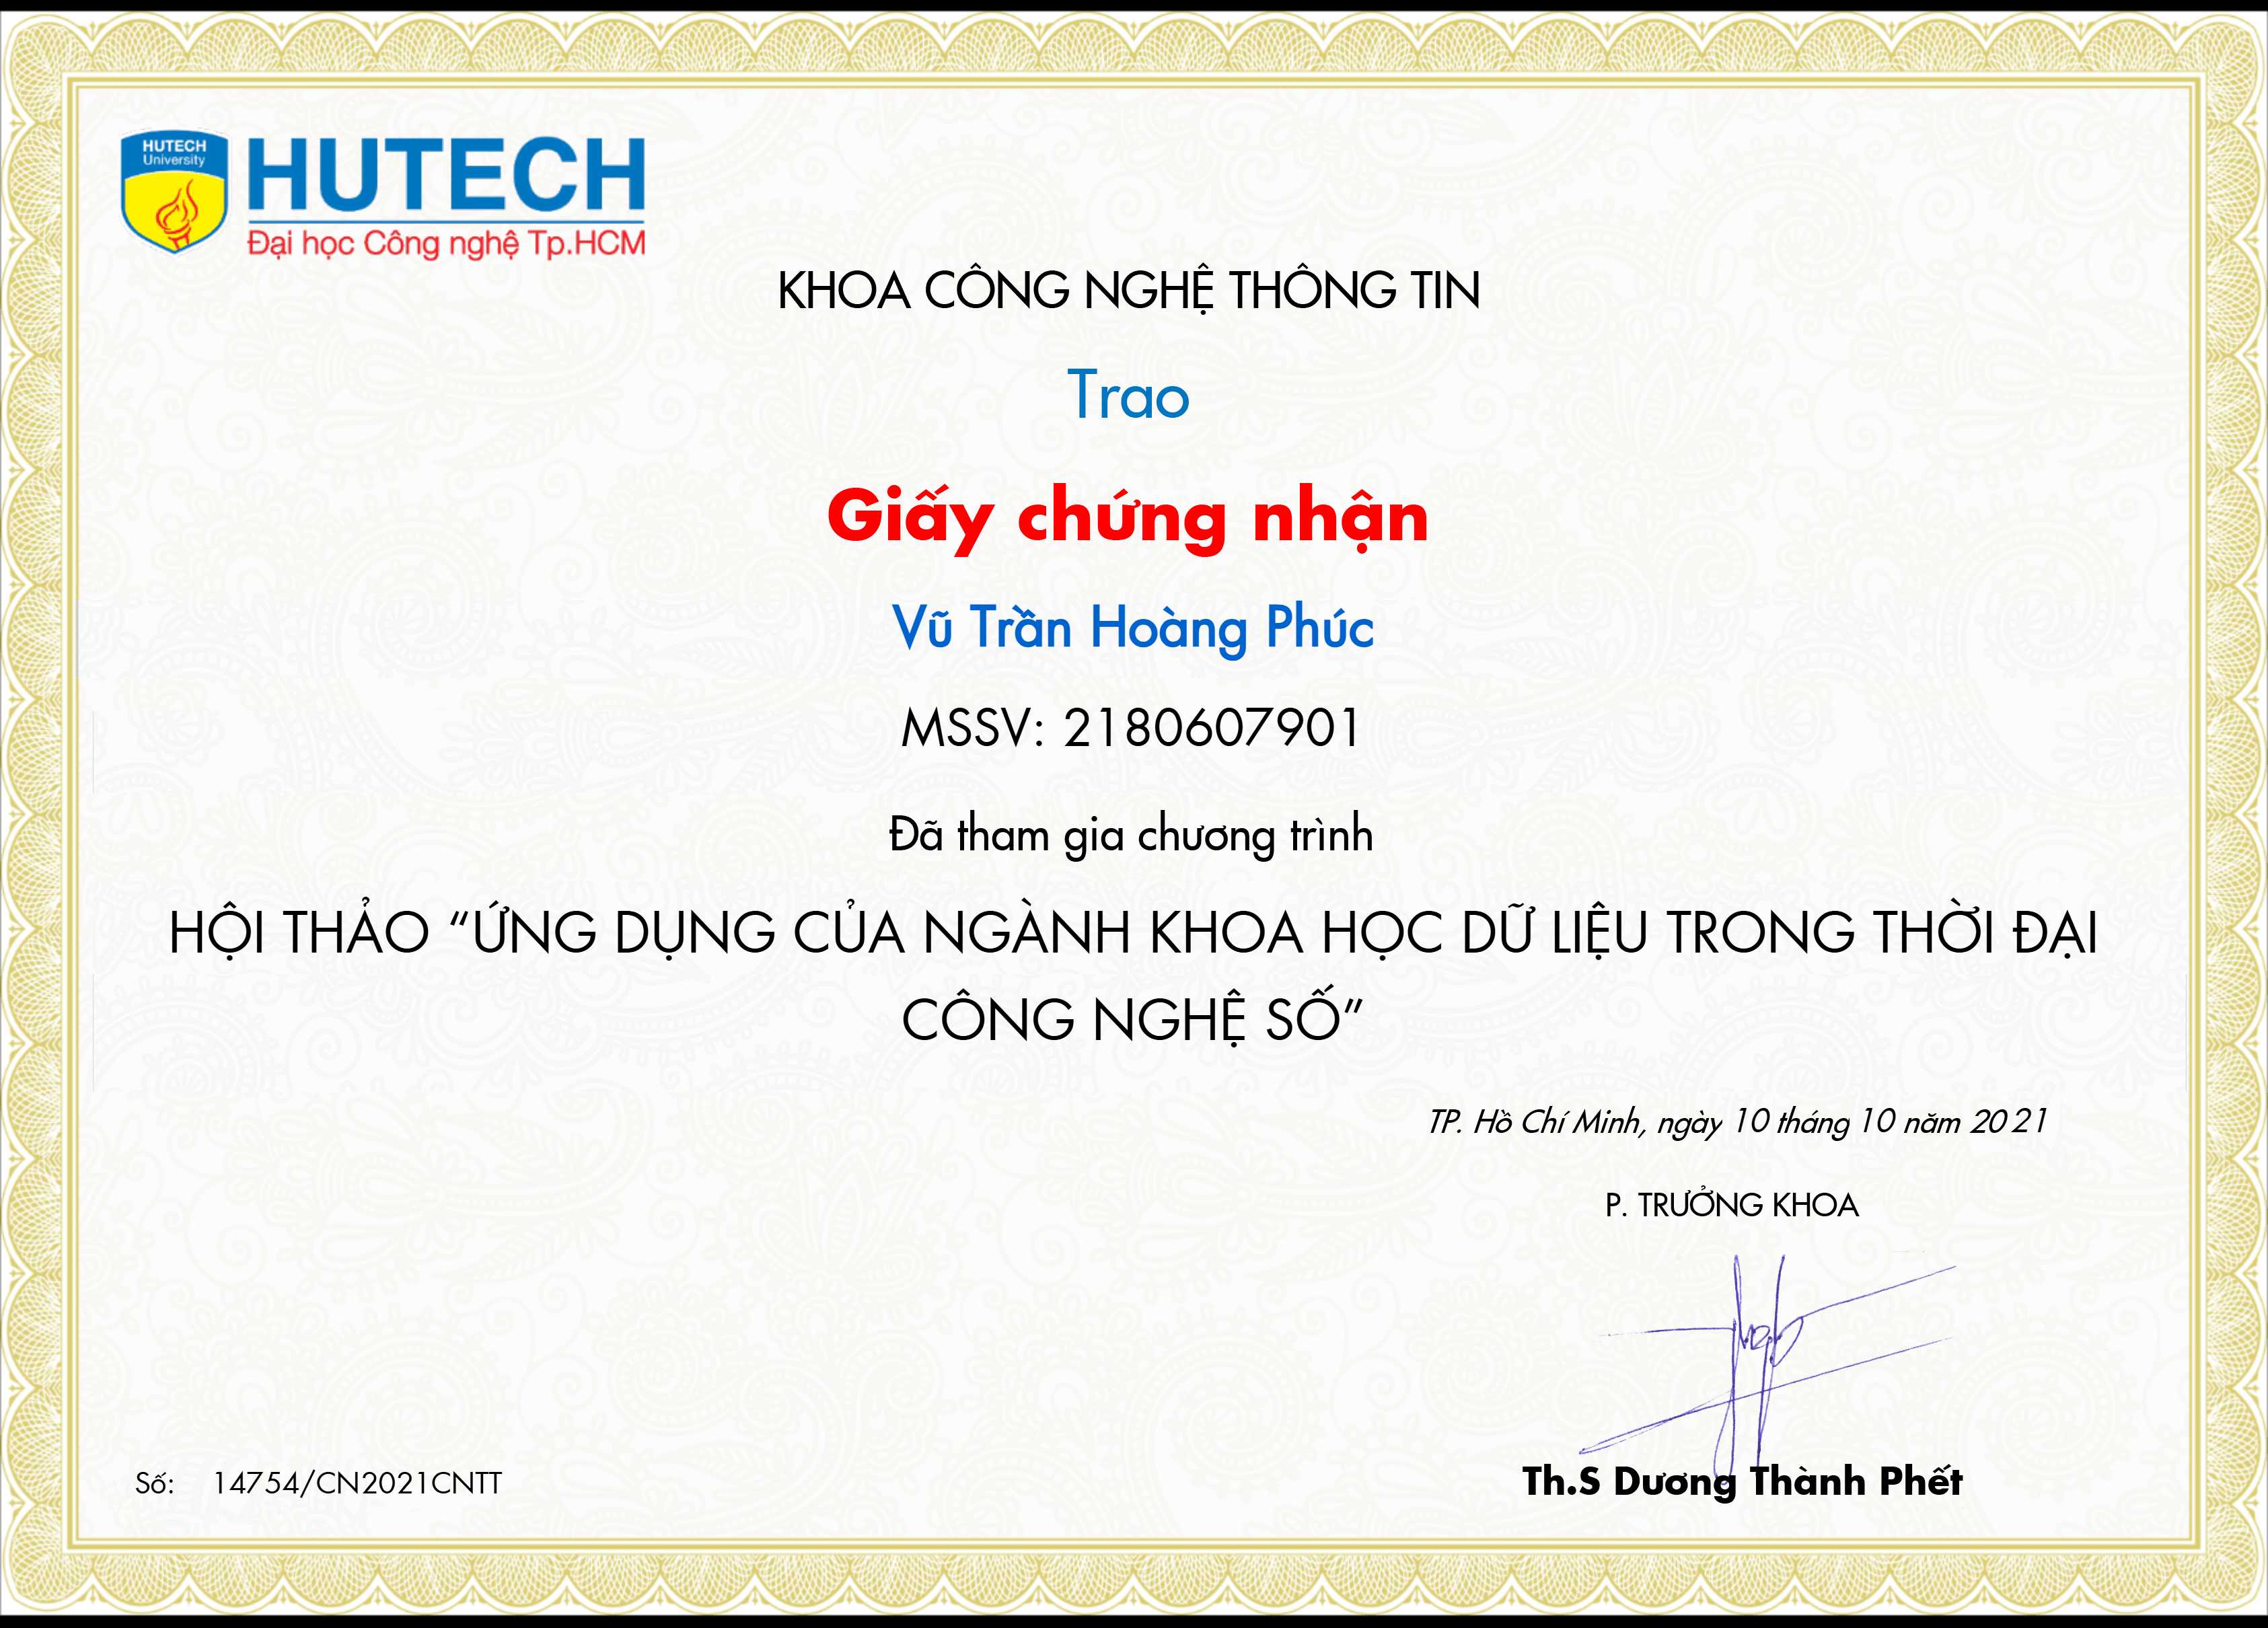 HUTECH
University
HUTECH
Đại học Công nghệ Tp.HCM
KHOA CÔNG NGHỆ THÔNG TIN
Trao
Giấy chứng nhận
Vũ Trần Hoàng Phúc
MSSV: 2180607901
Đã tham gia chương trình
HỘI THẢO “ỨNG DỤNG CỦA NGÀNH KHOA HỌC DỮ LIỆU TRONG THỜI ĐẠI
CÔNG NGHỆ SỐ”
TP. Hồ Chí Minh, ngày 10 tháng 10 năm 2021
P. TRƯỞNG KHOA
Th.S Dương Thành Phết
Số: 14754/CN2021CNTT